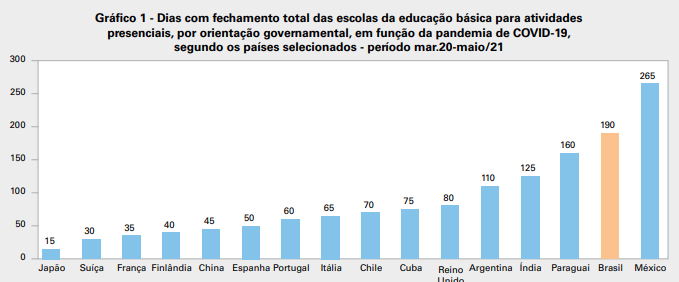 Gráfico 1 - Dias com fechamento total das escolas da educação básica para atividades
presenciais, por orientação governamental, em função da pandemia de COVID-19,
segundo os países selecionados - período mar.20-maio/21
300
250
200
150
100
50
0
15
30
35
40
45
50
60
65
70
75
80
110
125
160
190
265
Japão
Suíça
França
Finlândia
China
Espanha
Portugal
Itália
Chile
Cuba
Reino
Unido
Argentina
Índia
Paraguai
Brasil
México